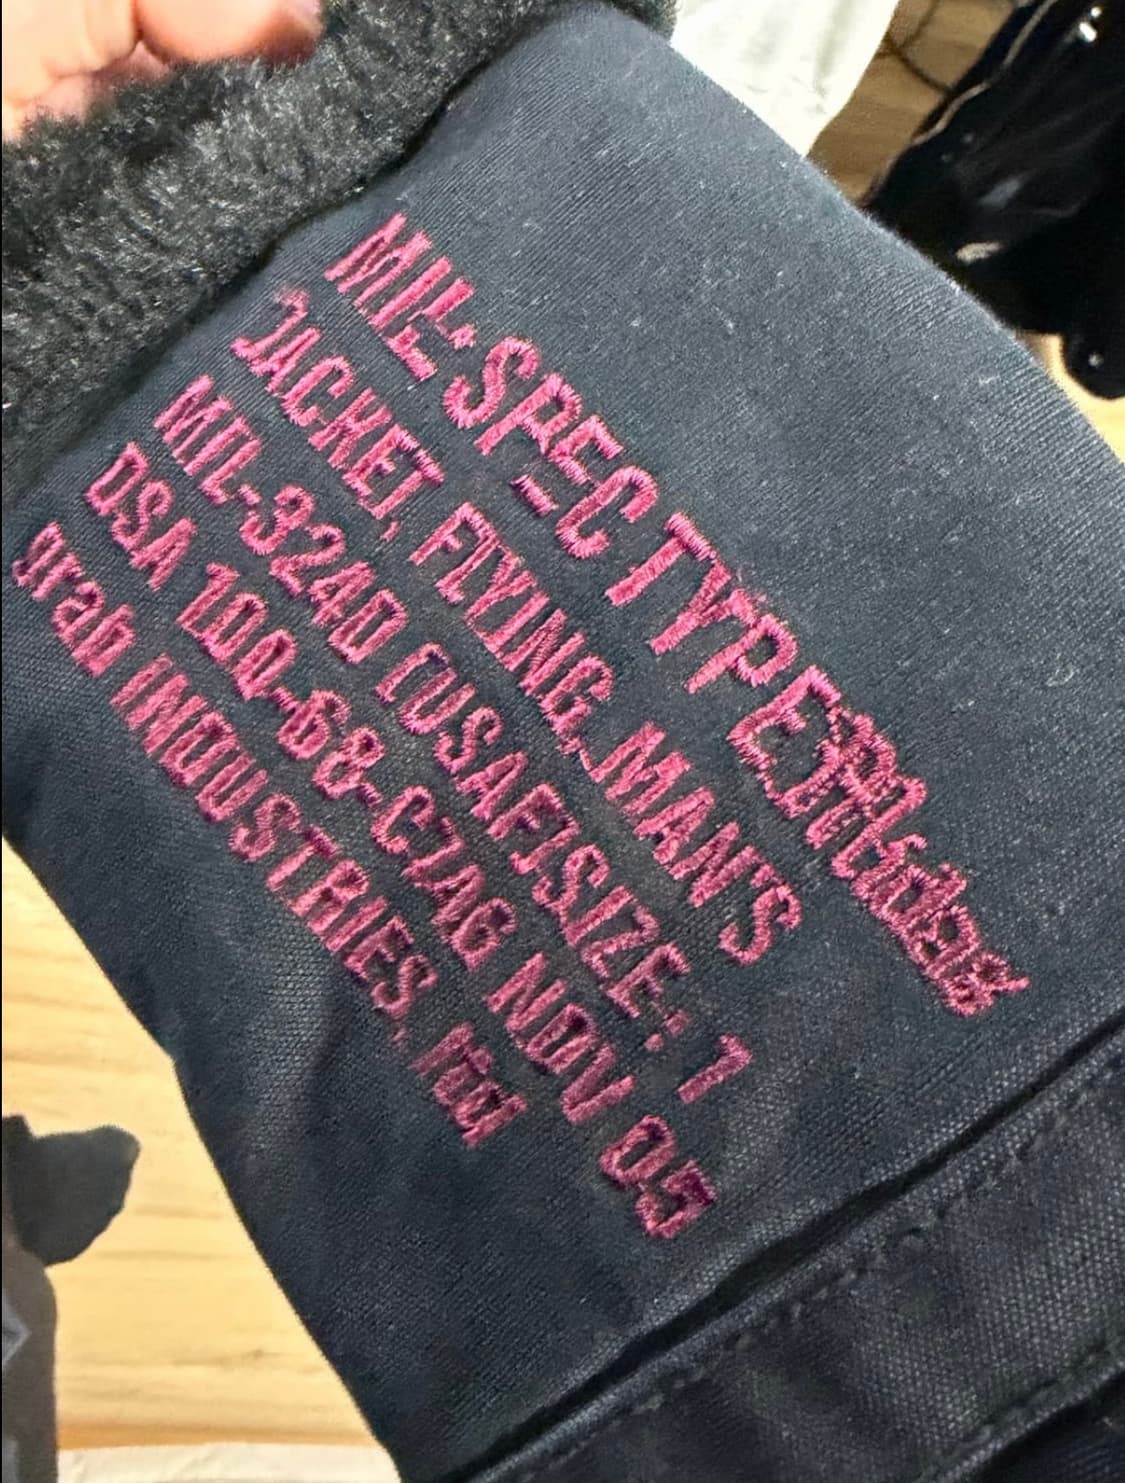 MIL-SPEC TYPE
JACKET, FLYING, MAN'S
MIL-3240 (USAF)SIZE: 1
DSA 100-68-C7AG NOV 05
grab INDUSTRIES, ltd